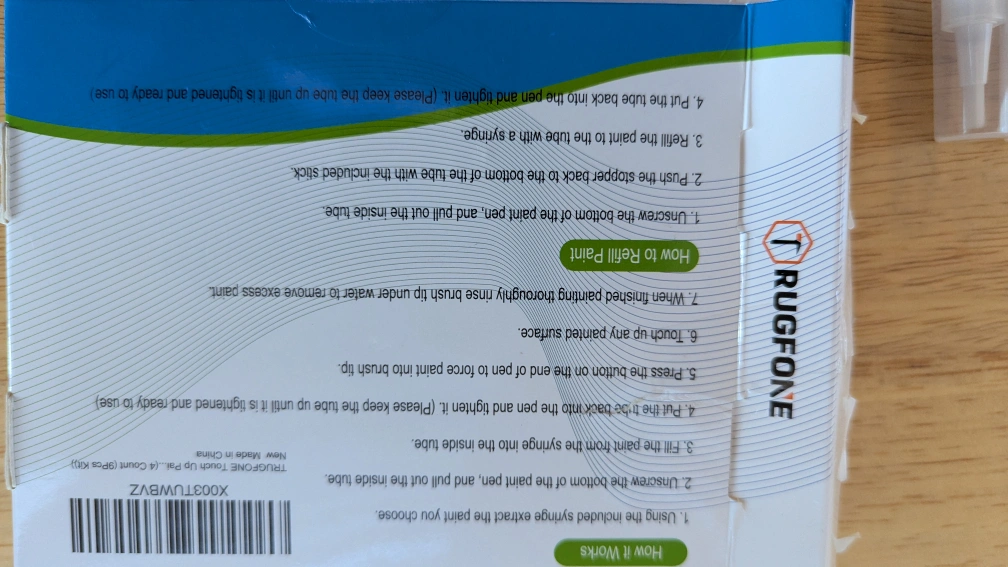 How it Works
1. Using the included syringe extract the paint you choose.
2. Unscrew the bottom of the paint pen, and pull out the inside tube.
3. Fill the paint from the syringe into the inside tube.
4. Put the tube back into the pen and tighten it. (Please keep the tube up until it is tightened and ready to use)
5. Press the button on the end of pen to force paint into brush tip.
6. Touch up any painted surface.
7. When finished painting thoroughly rinse brush tip under water to remove excess paint.
How to Refill Paint
1. Unscrew the bottom of the paint pen, and pull out the inside tube.
2. Push the stopper back to the bottom of the tube with the included stick.
3. Refill the paint to the tube with a syringe.
4. Put the tube back into the pen and tighten it. (Please keep the tube up until it is tightened and ready to use)
X003TUWBVZ
TRUGFONE Touch Up Pai...(4 Count (9Pcs Kit))
New Made in China
TRUGFONE